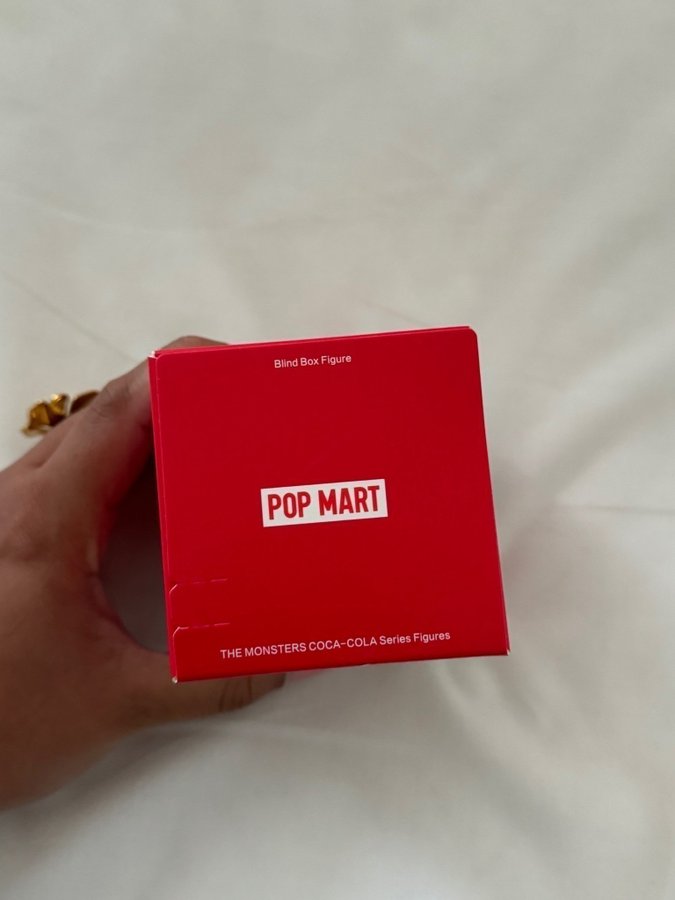 Blind Box Figure
POP MART
THE MONSTERS COCA-COLA Series Figures